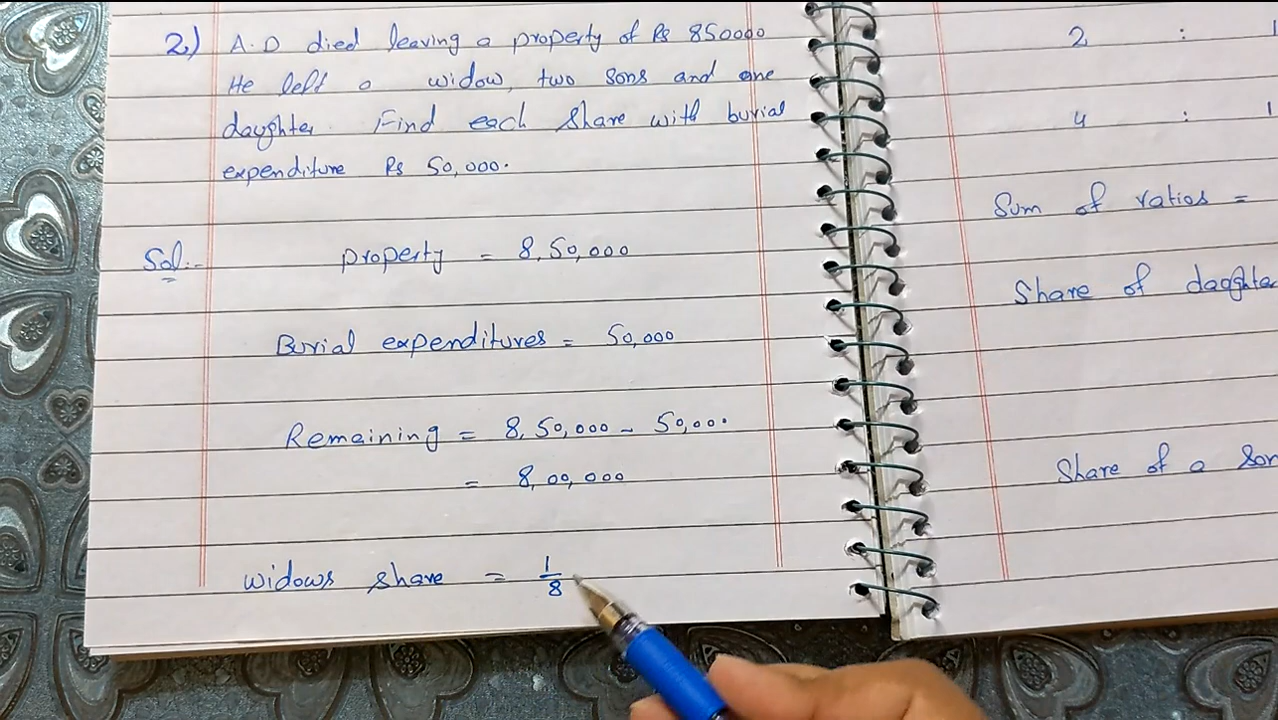 2.) A.D died leaving a property of Rs 850000
He left a widow, two sons and one
daughter. Find each share with burial
expenditure Rs 50,000.
Sol:- property = 8,50,000
Burial expenditures = 50,000
Remaining = 8,50,000 - 50,000
= 8,00,000
widows share = 1/8
2 : 1
4 : 1
Sum of ratios =
Share of daughter
Share of a son